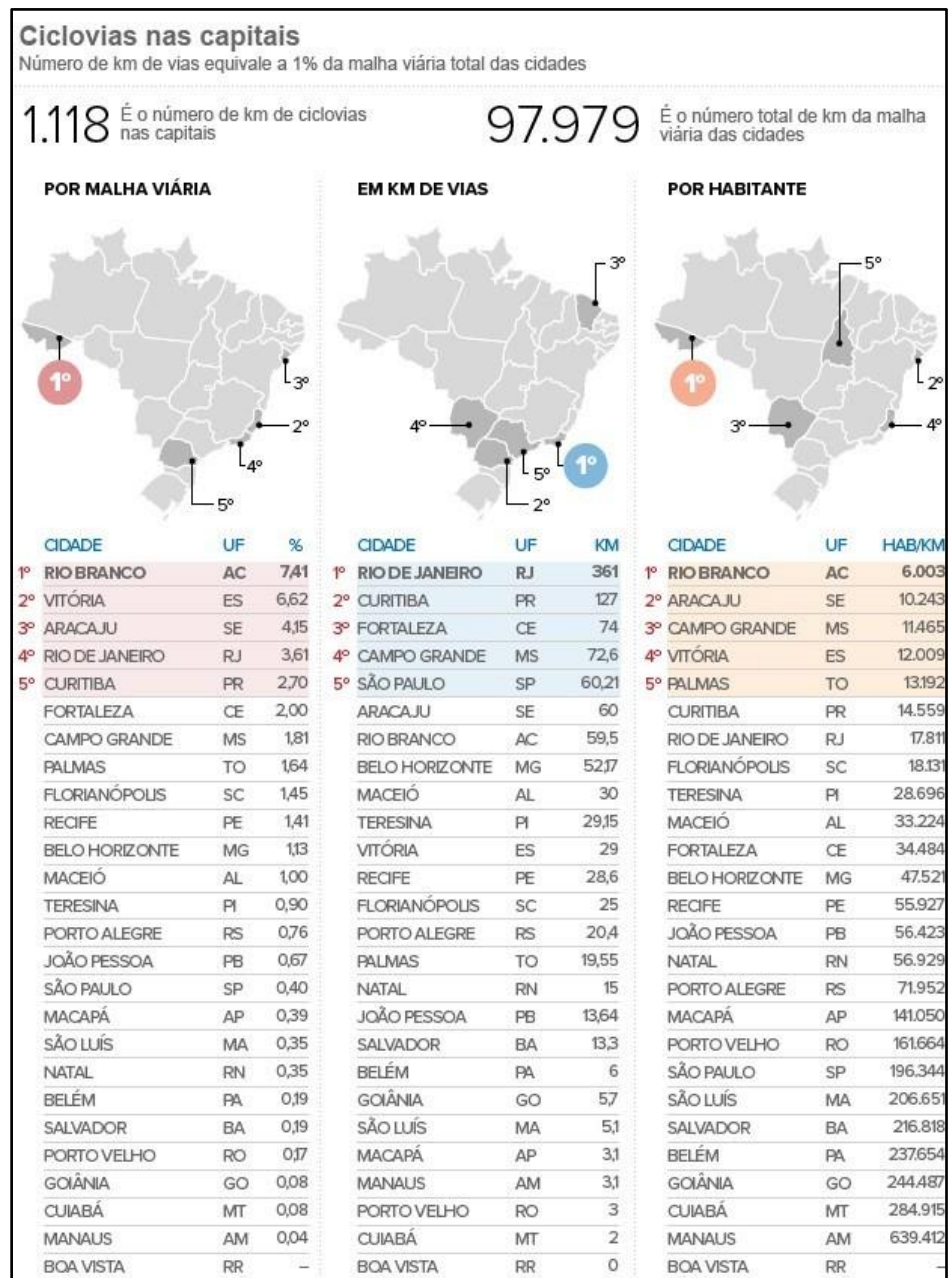 Ciclovias nas capitais
Número de km de vias equivale a 1% da malha viária total das cidades
1.118 É o número de km de ciclovias
nas capitais
97.979 É o número total de km da malha
viária das cidades
POR MALHA VIÁRIA
1º
3º
2º
4º
5º
CIDADE UF %
1º RIO BRANCO AC 7,41
2º VITÓRIA ES 6,62
3º ARACAJU SE 4,15
4º RIO DE JANEIRO RJ 3,61
5º CURITIBA PR 2,70
FORTALEZA CE 2,00
CAMPO GRANDE MS 1,81
PALMAS TO 1,64
FLORIANÓPOLIS SC 1,45
RECIFE PE 1,41
BELO HORIZONTE MG 1,13
MACEIÓ AL 1,00
TERESINA PI 0,90
PORTO ALEGRE RS 0,76
JOÃO PESSOA PB 0,67
SÃO PAULO SP 0,40
MACAPÁ AP 0,39
SÃO LUÍS MA 0,35
NATAL RN 0,35
BELÉM PA 0,19
SALVADOR BA 0,19
PORTO VELHO RO 0,17
GOIÂNIA GO 0,08
CUIABÁ MT 0,08
MANAUS AM 0,04
BOA VISTA RR –
EM KM DE VIAS
3º
4º
1º
5º
2º
CIDADE UF KM
1º RIO DE JANEIRO RJ 361
2º CURITIBA PR 127
3º FORTALEZA CE 74
4º CAMPO GRANDE MS 72,6
5º SÃO PAULO SP 60,21
ARACAJU SE 60
RIO BRANCO AC 59,5
BELO HORIZONTE MG 52,17
MACEIÓ AL 30
TERESINA PI 29,15
VITÓRIA ES 29
RECIFE PE 28,6
FLORIANÓPOLIS SC 25
PORTO ALEGRE RS 20,4
PALMAS TO 19,55
NATAL RN 15
JOÃO PESSOA PB 13,64
SALVADOR BA 13,3
BELÉM PA 6
GOIÂNIA GO 5,7
SÃO LUÍS MA 5,1
MACAPÁ AP 3,1
MANAUS AM 3,1
PORTO VELHO RO 3
CUIABÁ MT 2
BOA VISTA RR 0
POR HABITANTE
5º
1º
2º
3º
4º
CIDADE UF HAB/KM
1º RIO BRANCO AC 6.003
2º ARACAJU SE 10.243
3º CAMPO GRANDE MS 11.465
4º VITÓRIA ES 12.009
5º PALMAS TO 13.192
CURITIBA PR 14.559
RIO DE JANEIRO RJ 17.811
FLORIANÓPOLIS SC 18.131
TERESINA PI 28.696
MACEIÓ AL 33.224
FORTALEZA CE 34.484
BELO HORIZONTE MG 47.521
RECIFE PE 55.927
JOÃO PESSOA PB 56.423
NATAL RN 56.929
PORTO ALEGRE RS 71.952
MACAPÁ AP 141.050
PORTO VELHO RO 161.664
SÃO PAULO SP 196.344
SÃO LUÍS MA 206.651
SALVADOR BA 216.818
BELÉM PA 237.654
GOIÂNIA GO 244.487
CUIABÁ MT 284.915
MANAUS AM 639.412
BOA VISTA RR –